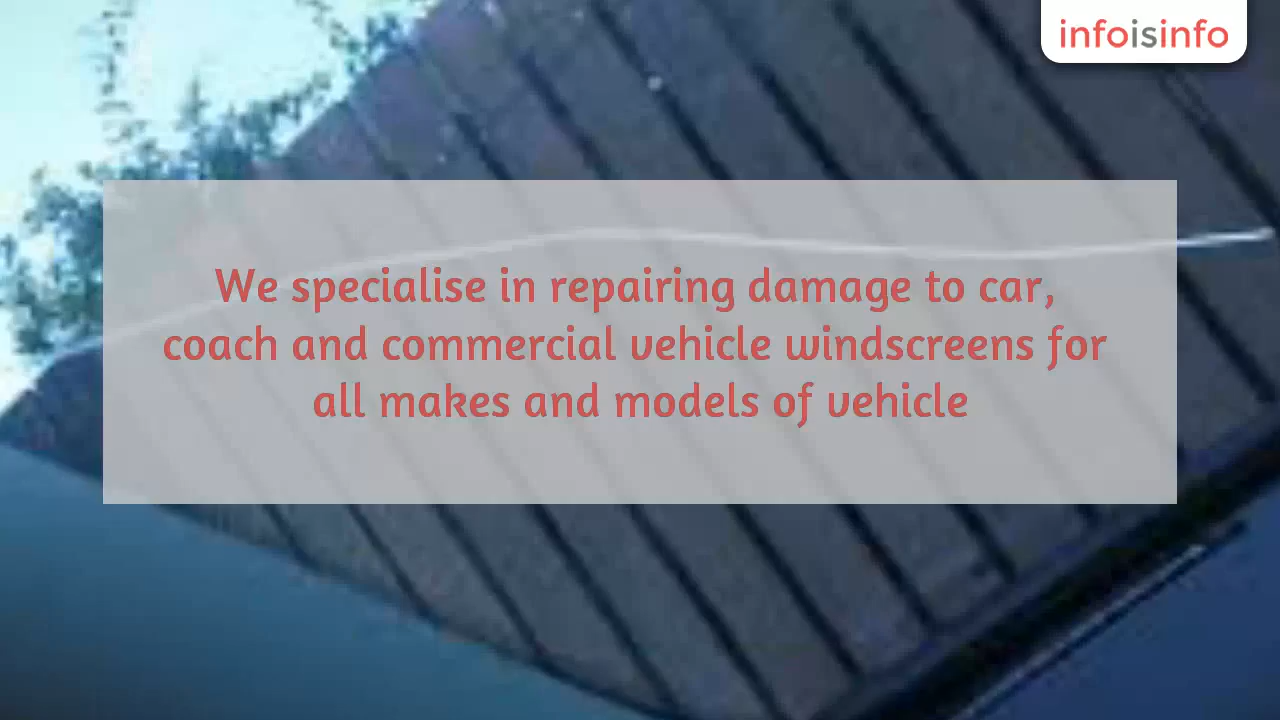 infoisinfo
We specialise in repairing damage to car,
coach and commercial vehicle windscreens for
all makes and models of vehicle